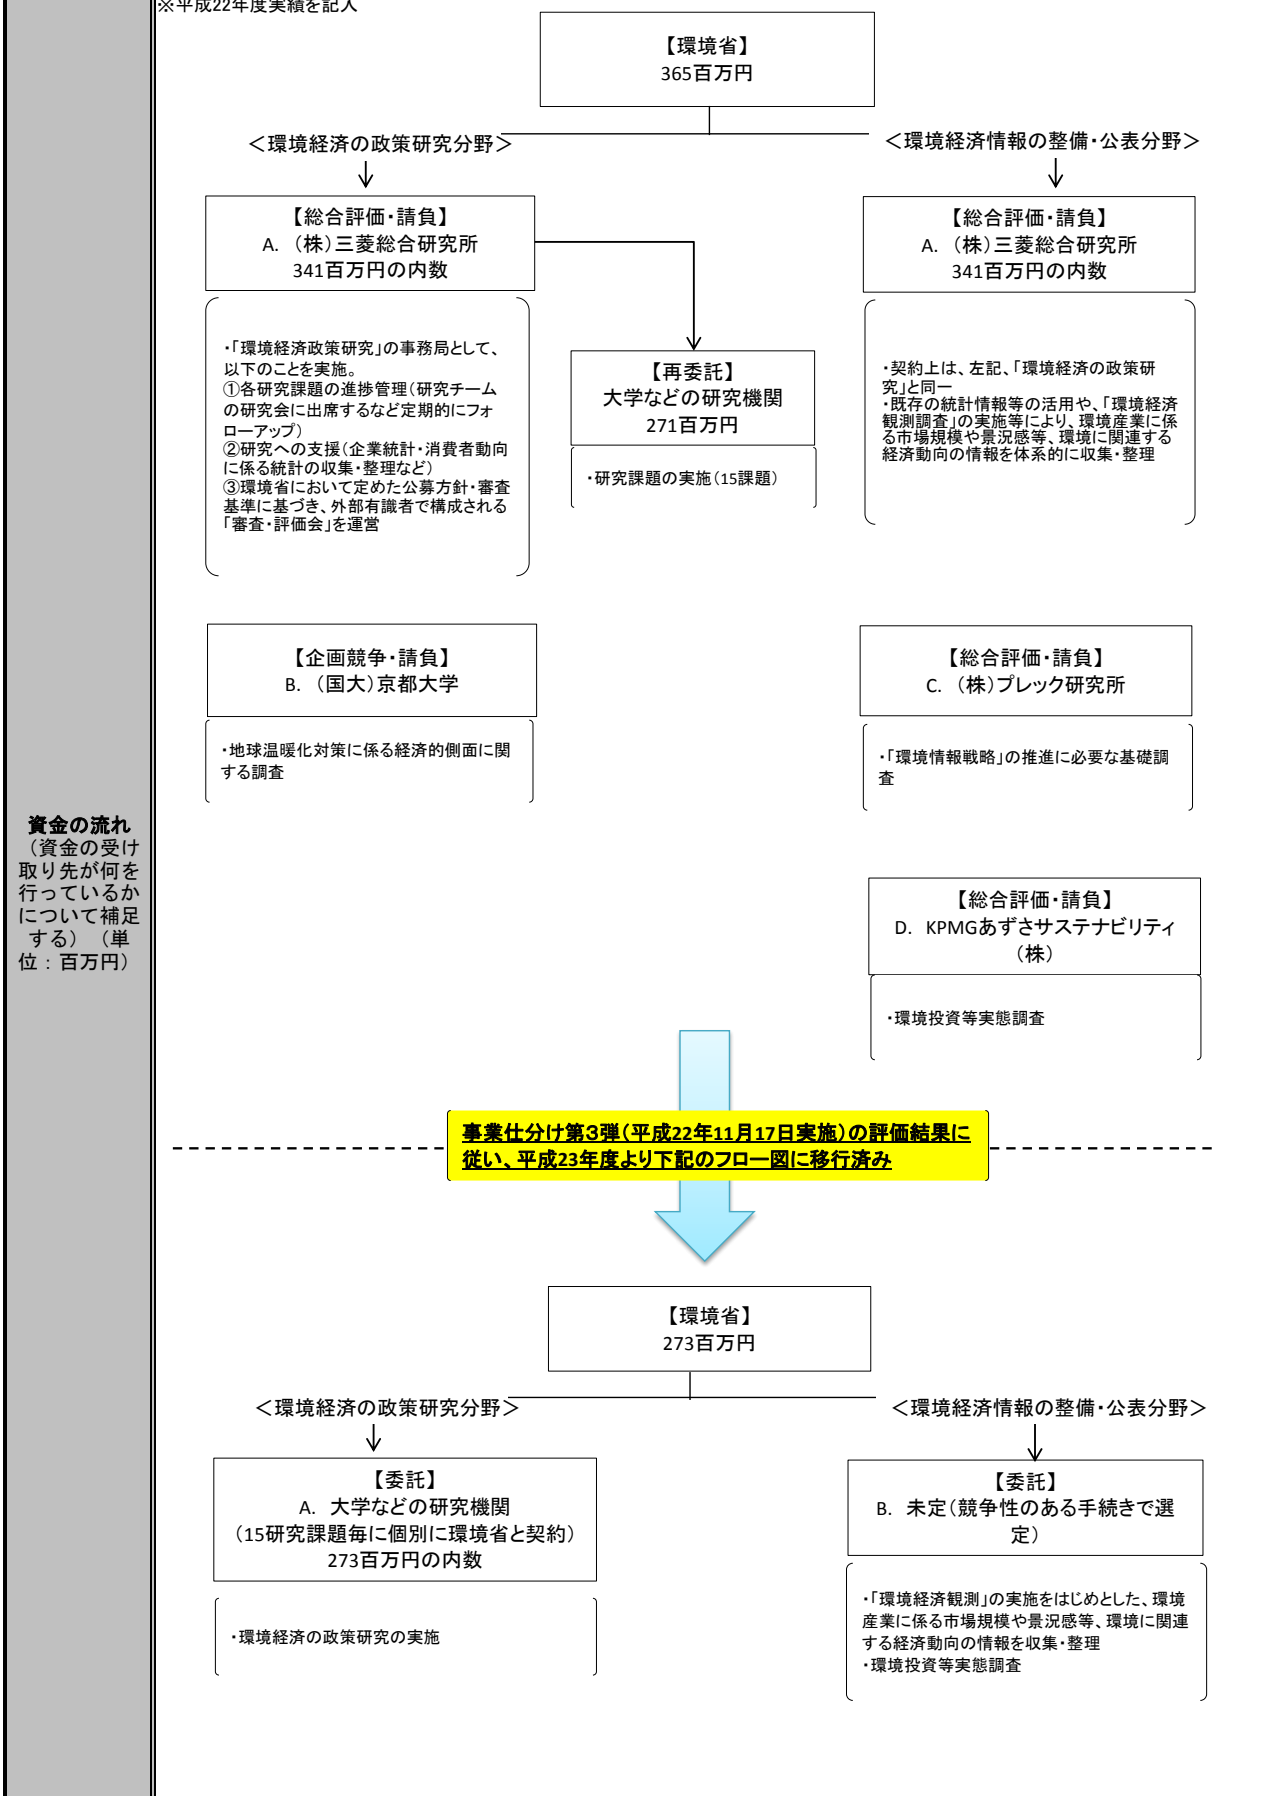 ※平成22年度実績を記入
【環境省】
365百万円
＜環境経済の政策研究分野＞
＜環境経済情報の整備・公表分野＞
【総合評価・請負】
A. （株）三菱総合研究所
341百万円の内数
・「環境経済政策研究」の事務局として、
以下のことを実施。
①各研究課題の進捗管理（研究チーム
の研究会に出席するなど定期的にフォ
ローアップ）
②研究への支援（企業統計・消費者動向
に係る統計の収集・整理など）
③環境省において定めた公募方針・審査
基準に基づき、外部有識者で構成される
「審査・評価会」を運営
【再委託】
大学などの研究機関
271百万円
・研究課題の実施（15課題）
【総合評価・請負】
A. （株）三菱総合研究所
341百万円の内数
・契約上は、左記、「環境経済の政策研
究」と同一
・既存の統計情報等の活用や、「環境経済
観測調査」の実施等により、環境産業に係
る市場規模や景況感等、環境に関連する
経済動向の情報を体系的に収集・整理
【企画競争・請負】
B. （国大）京都大学
・地球温暖化対策に係る経済的側面に関
する調査
【総合評価・請負】
C. （株）プレック研究所
・「環境情報戦略」の推進に必要な基礎調
査
資金の流れ
（資金の受け
取り先が何を
行っているか
について補足
する）（単
位：百万円）
【総合評価・請負】
D. KPMGあずさサステナビリティ
（株）
・環境投資等実態調査
事業仕分け第３弾（平成22年11月17日実施）の評価結果に
従い、平成23年度より下記のフロー図に移行済み
【環境省】
273百万円
＜環境経済の政策研究分野＞
＜環境経済情報の整備・公表分野＞
【委託】
A. 大学などの研究機関
（15研究課題毎に個別に環境省と契約）
273百万円の内数
・環境経済の政策研究の実施
【委託】
B. 未定（競争性のある手続きで選
定）
・「環境経済観測」の実施をはじめとした、環境
産業に係る市場規模や景況感等、環境に関連
する経済動向の情報を収集・整理
・環境投資等実態調査